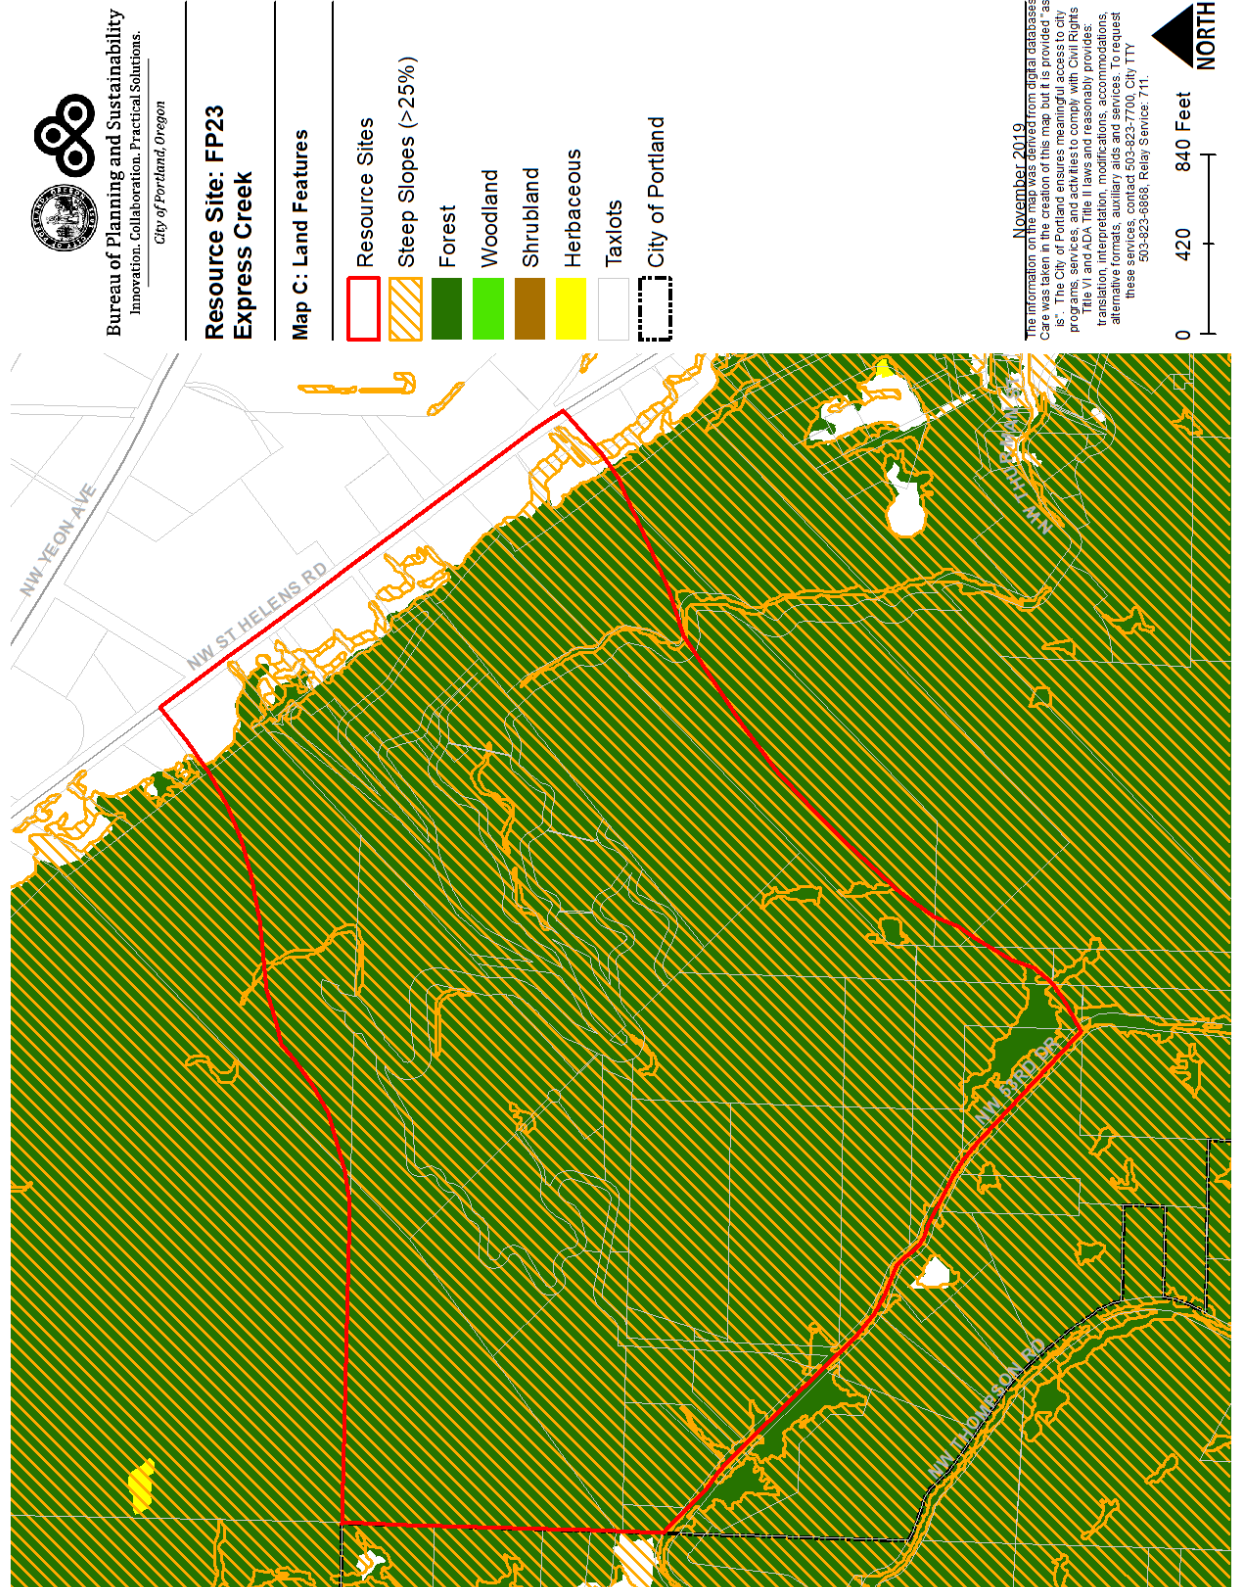 Bureau of Planning and Sustainability
Innovation. Collaboration. Practical Solutions.
City of Portland, Oregon
Resource Site: FP23
Express Creek
Map C: Land Features
Resource Sites
Steep Slopes (>25%)
Forest
Woodland
Shrubland
Herbaceous
Taxlots
City of Portland
November 2019
The information on the map was derived from digital databases
Care was taken in the creation of this map but it is provided "as
is". The City of Portland ensures meaningful access to city
programs, services, and activities to comply with Civil Rights
Title VI and ADA Title II laws and reasonably provides:
translation, interpretation, modifications, accommodations,
alternative formats, auxiliary aids and services. To request
these services, contact 503-823-7700, City TTY
503-823-6868, Relay Service: 711.
0 420 840 Feet
NORTH
NW YEON AVE
NW ST HELENS RD
NW THURMAN ST
NW 53RD DR
NW THOMPSON RD